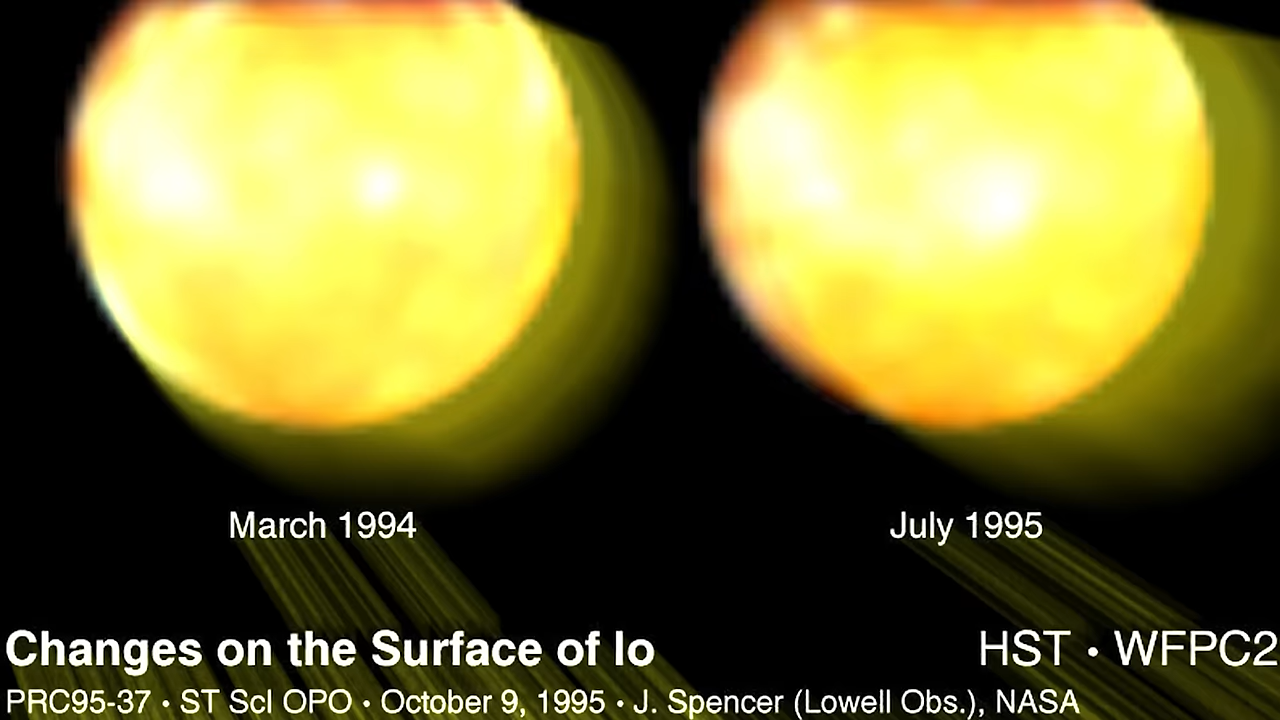 March 1994
July 1995
Changes on the Surface of Io
HST • WFPC2
PRC95-37 • ST ScI OPO • October 9, 1995 • J. Spencer (Lowell Obs.), NASA